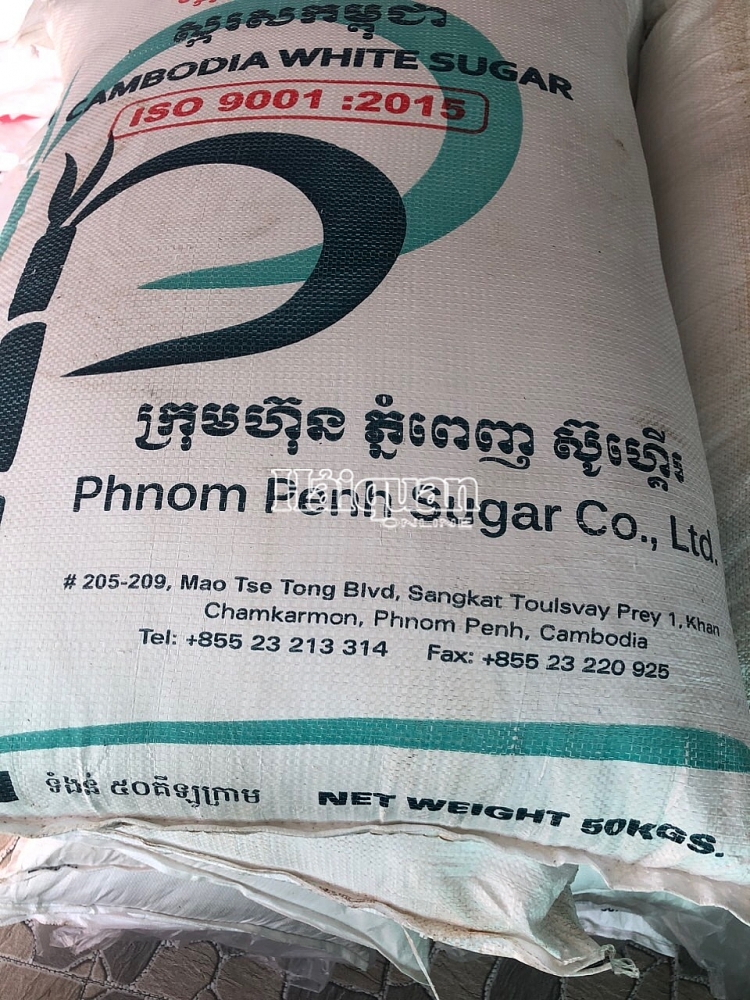 ស្ករសកម្ពុជា
CAMBODIA WHITE SUGAR
ISO 9001 :2015
ក្រុមហ៊ុន ភ្នំពេញ ស៊ូហ្គើរ
Phnom Penh Sugar Co., Ltd.
Hải quan
ONLINE
# 205-209, Mao Tse Tong Blvd, Sangkat Toulsvay Prey 1, Khan
Chamkarmon, Phnom Penh, Cambodia
Tel: +855 23 213 314 Fax: +855 23 220 925
ទំងន់ ៥០គីឡូក្រាម NET WEIGHT 50KGS.